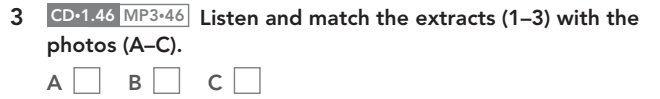 3 CD•1.46 MP3•46 Listen and match the extracts (1–3) with the
photos (A–C).
A B C